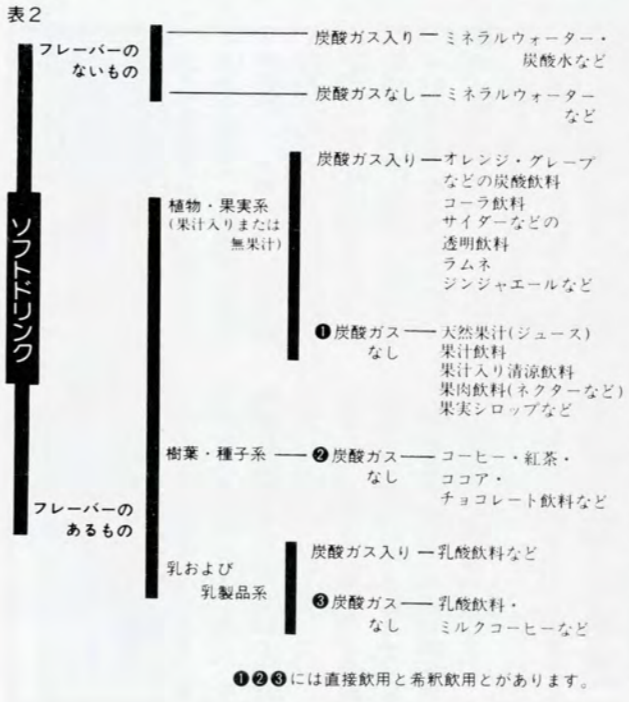 表2
ソフトドリンク
フレーバーの
ないもの
炭酸ガス入り─ミネラルウォーター・
炭酸水など
炭酸ガスなし─ミネラルウォーター
など
フレーバーの
あるもの
植物・果実系
(果汁入りまたは
無果汁)
炭酸ガス入り─オレンジ・グレープ
などの炭酸飲料
コーラ飲料
サイダーなどの
透明飲料
ラムネ
ジンジャエールなど
❶炭酸ガス─天然果汁(ジュース)
なし 果汁飲料
果汁入り清涼飲料
果肉飲料(ネクターなど)
果実シロップなど
樹葉・種子系─❷炭酸ガス─コーヒー・紅茶・
なし ココア・
チョコレート飲料など
乳および
乳製品系
炭酸ガス入り─乳酸飲料など
❸炭酸ガス─乳酸飲料・
なし ミルクコーヒーなど
❶❷❸には直接飲用と希釈飲用とがあります。